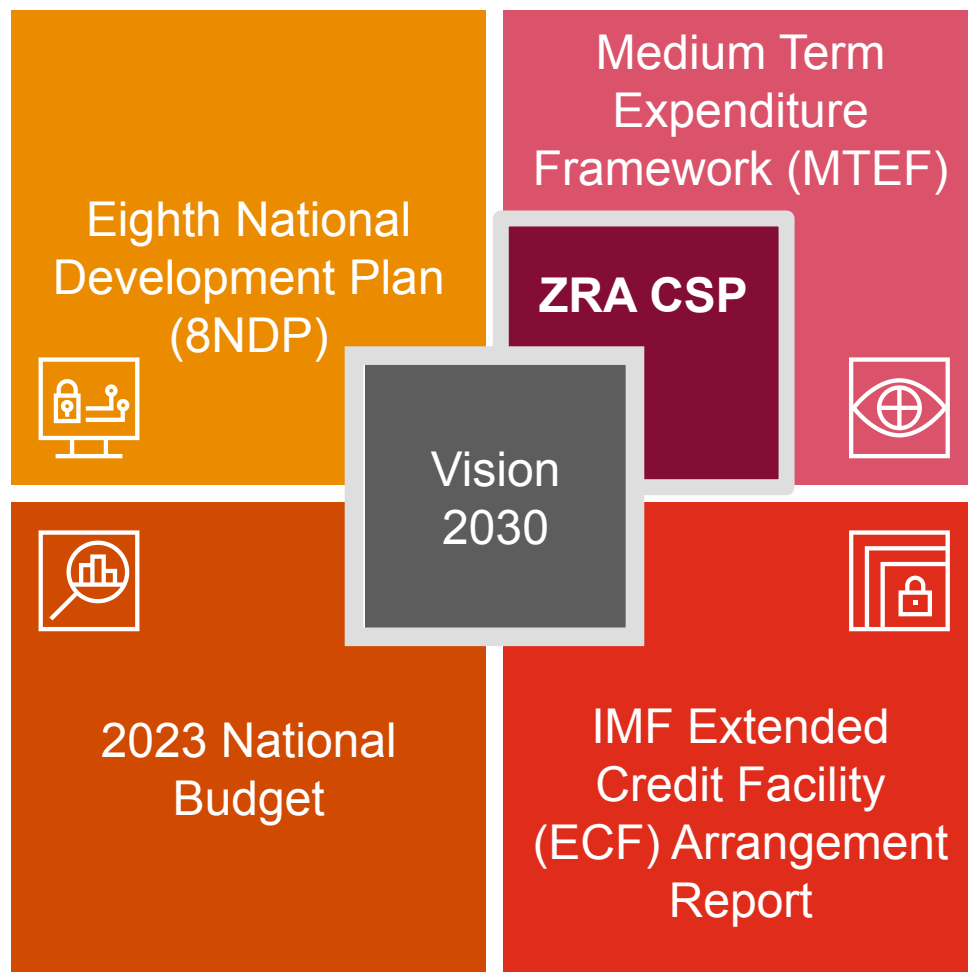 Eighth National
Development Plan
(8NDP)
Medium Term
Expenditure
Framework (MTEF)
ZRA CSP
Vision
2030
2023 National
Budget
IMF Extended
Credit Facility
(ECF) Arrangement
Report